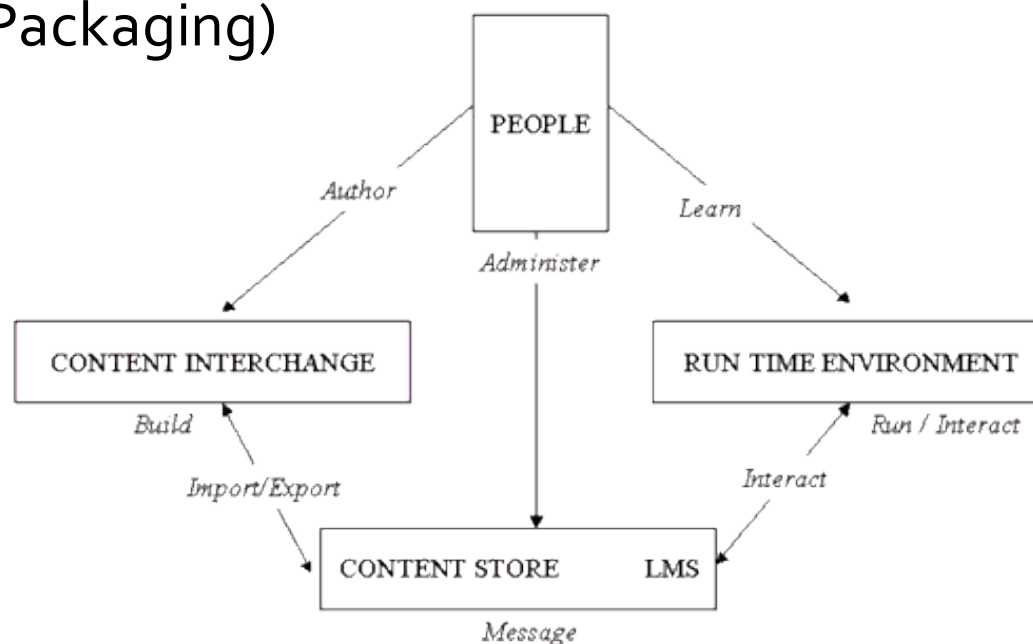 Packaging)
PEOPLE
Author
Learn
Administer
CONTENT INTERCHANGE
RUN TIME ENVIRONMENT
Build
Run / Interact
Import/Export
Interact
CONTENT STORE LMS
Message